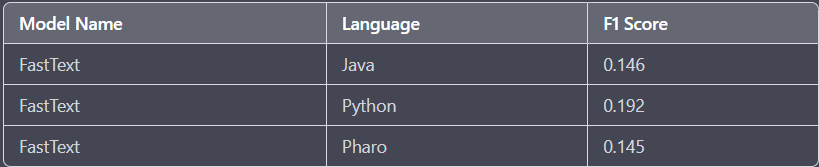 Model Name Language F1 Score
FastText Java 0.146
FastText Python 0.192
FastText Pharo 0.145